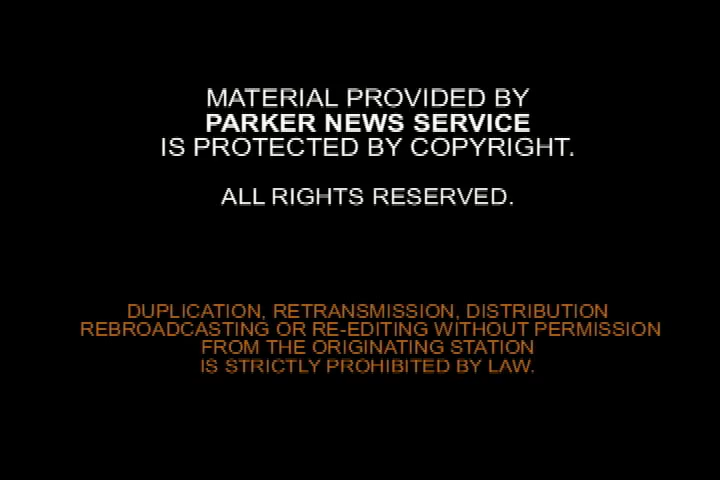 MATERIAL PROVIDED BY
PARKER NEWS SERVICE
IS PROTECTED BY COPYRIGHT.
ALL RIGHTS RESERVED.
DUPLICATION, RETRANSMISSION, DISTRIBUTION
REBROADCASTING OR RE-EDITING WITHOUT PERMISSION
FROM THE ORIGINATING STATION
IS STRICTLY PROHIBITED BY LAW.